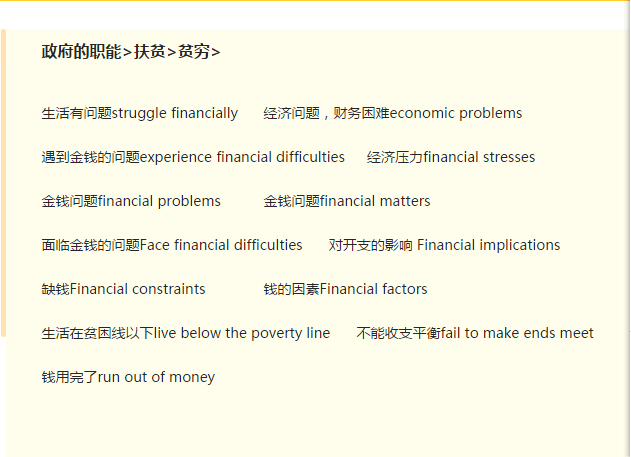 政府的职能>扶贫>贫穷>
生活有问题struggle financially 经济问题，财务困难economic problems
遇到金钱的问题experience financial difficulties 经济压力financial stresses
金钱问题financial problems 金钱问题financial matters
面临金钱的问题Face financial difficulties 对开支的影响 Financial implications
缺钱Financial constraints 钱的因素Financial factors
生活在贫困线以下live below the poverty line 不能收支平衡fail to make ends meet
钱用完了run out of money